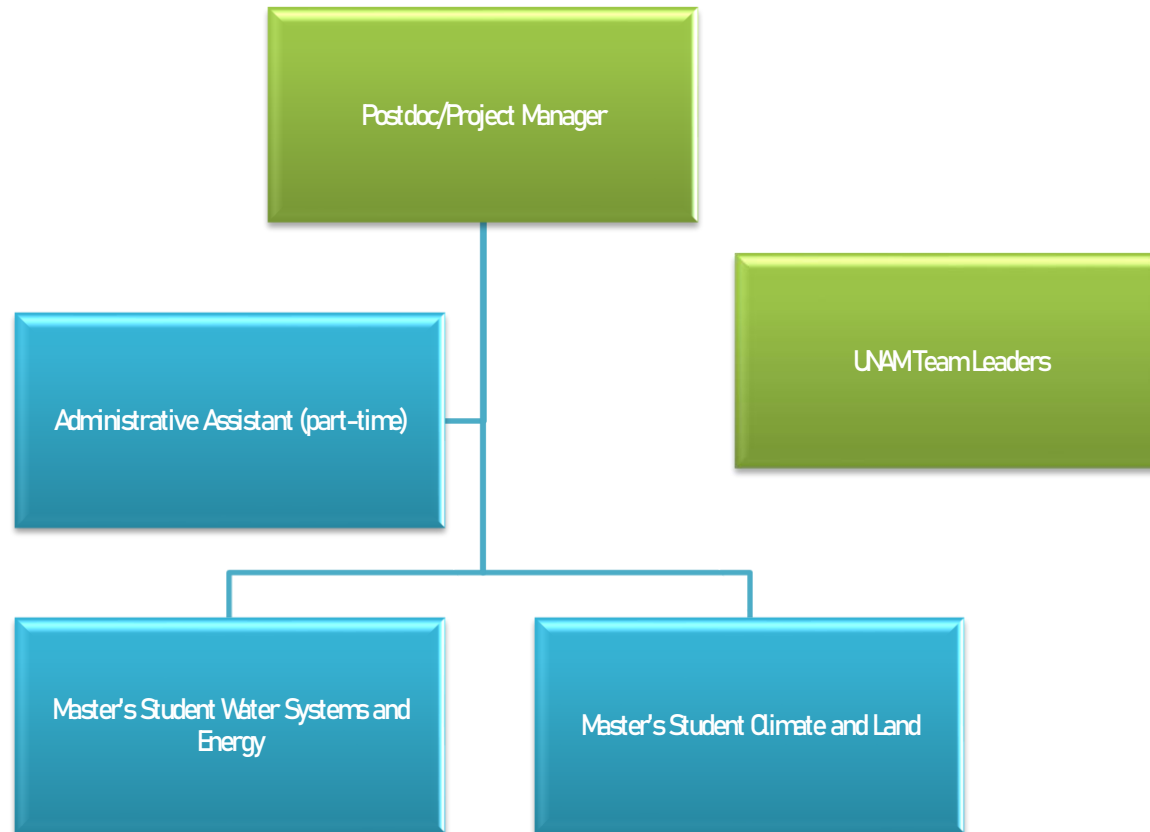 Postdoc/Project Manager
UNAM Team Leaders
Administrative Assistant (part-time)
Master's Student Water Systems and
Energy
Master's Student Climate and Land